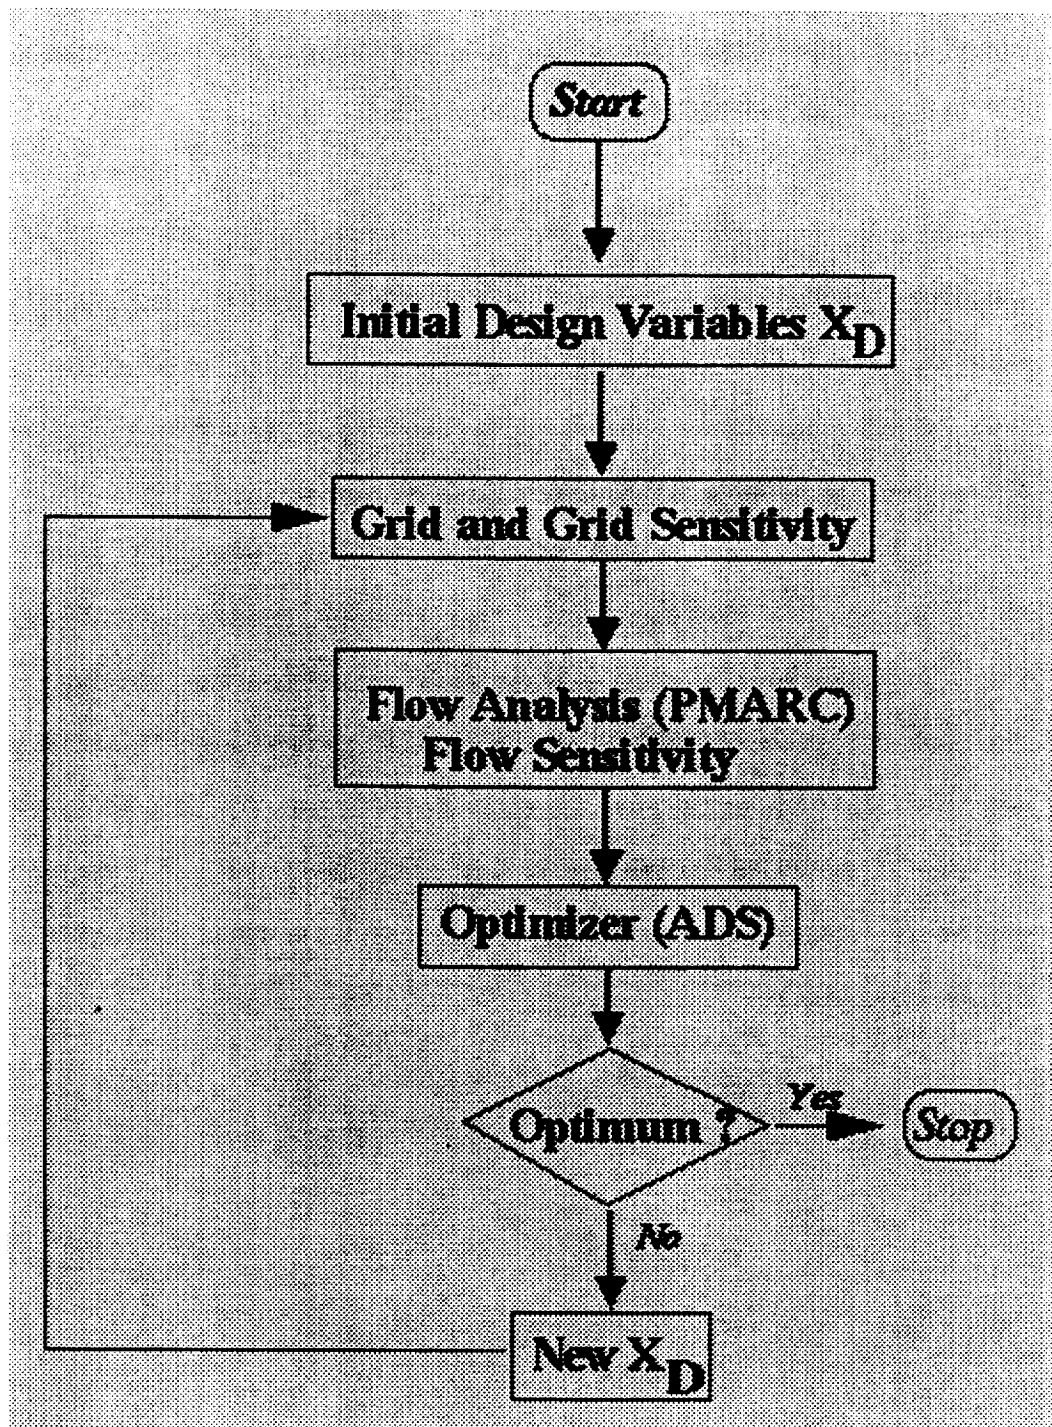 Start
Initial Design Variables X_D
Grid and Grid Sensitivity
Flow Analysis (PMARC)
Flow Sensitivity
Optimizer (ADS)
Optimum ?
Yes
Stop
No
New X_D